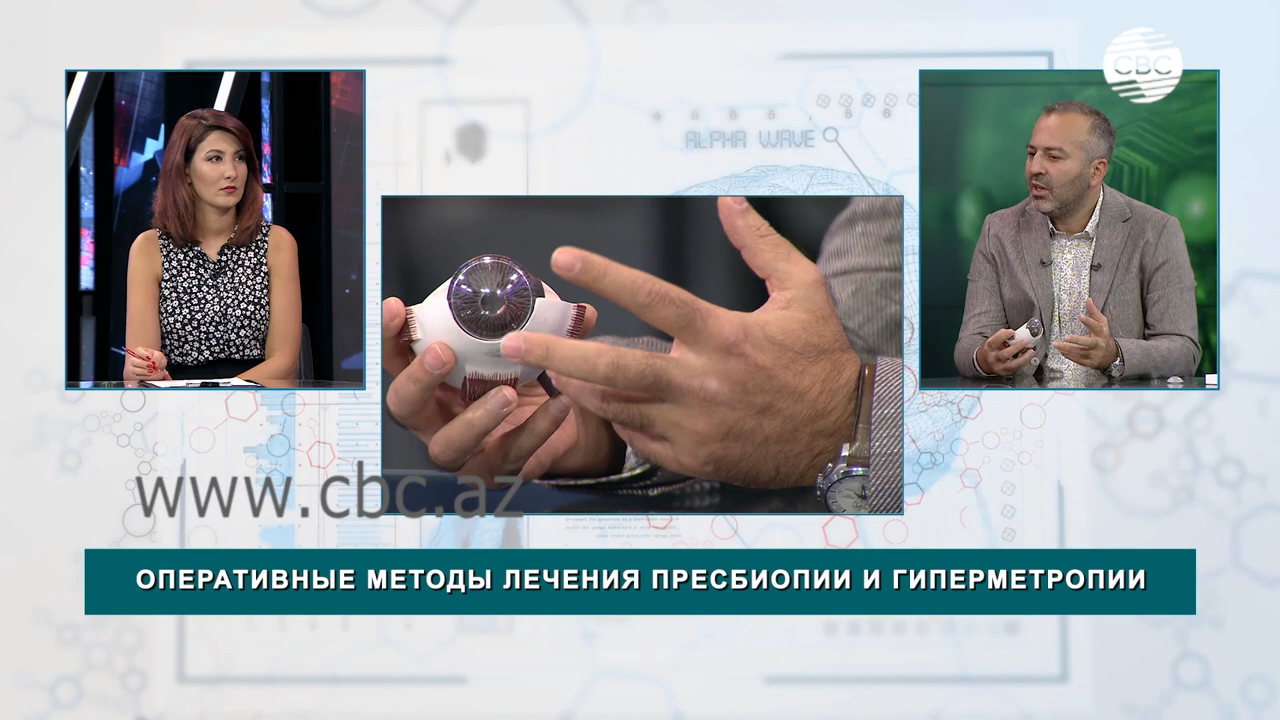 CBC
ALPHA WAVE
www.cbc.az
ОПЕРАТИВНЫЕ МЕТОДЫ ЛЕЧЕНИЯ ПРЕСБИОПИИ И ГИПЕРМЕТРОПИИ